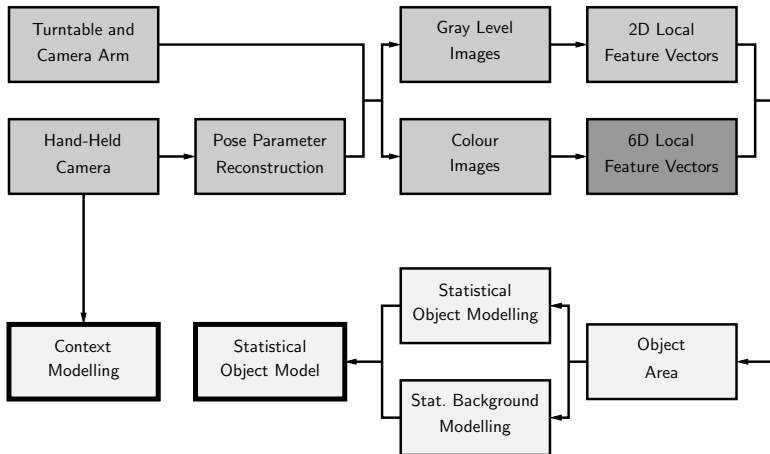 Turntable and
Camera Arm
Gray Level
Images
2D Local
Feature Vectors
Hand-Held
Camera
Pose Parameter
Reconstruction
Colour
Images
6D Local
Feature Vectors
Statistical
Object Modelling
Context
Modelling
Statistical
Object Model
Object
Area
Stat. Background
Modelling